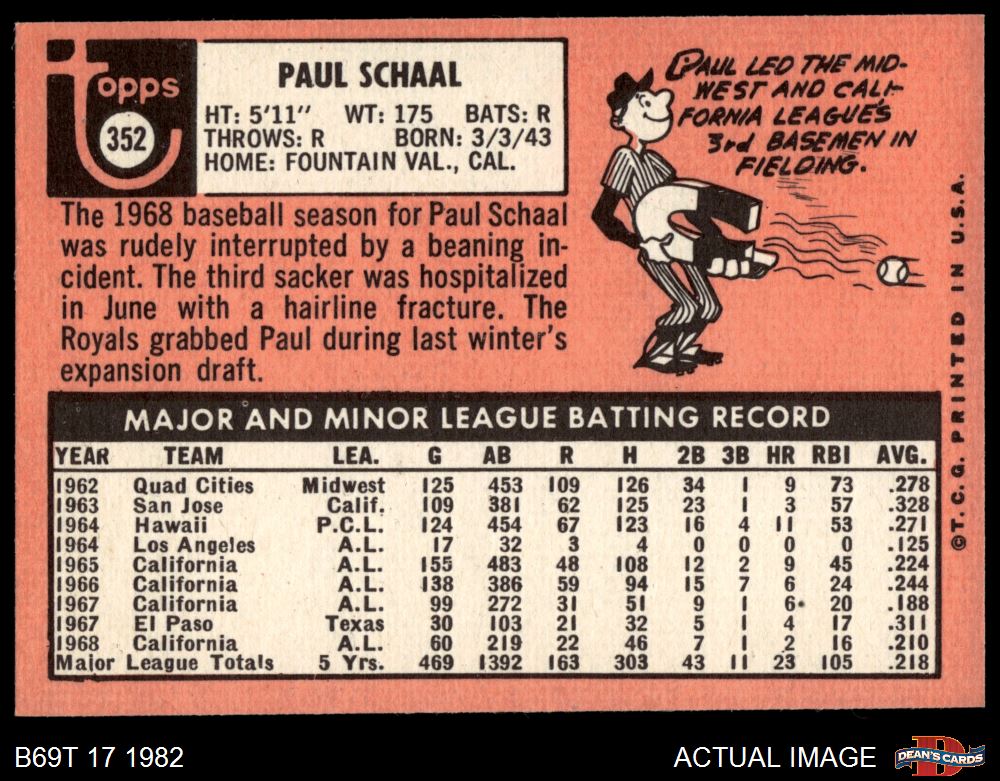 Topps
352
PAUL SCHAAL
HT: 5'11" WT: 175 BATS: R
THROWS: R BORN: 3/3/43
HOME: FOUNTAIN VAL., CAL.
PAUL LED THE MID-
WEST AND CALI-
FORNIA LEAGUE'S
3rd BASEMEN IN
FIELDING.
The 1968 baseball season for Paul Schaal
was rudely interrupted by a beaning in-
cident. The third sacker was hospitalized
in June with a hairline fracture. The
Royals grabbed Paul during last winter's
expansion draft.
MAJOR AND MINOR LEAGUE BATTING RECORD
YEAR TEAM LEA. G AB R H 2B 3B HR RBI AVG.
1962 Quad Cities Midwest 125 453 109 126 34 1 9 73 .278
1963 San Jose Calif. 109 381 62 125 23 1 3 57 .328
1964 Hawaii P.C.L. 124 454 67 123 16 4 11 53 .271
1964 Los Angeles A.L. 17 32 3 4 0 0 0 0 .125
1965 California A.L. 155 483 48 108 12 2 9 45 .224
1966 California A.L. 138 386 59 94 15 7 6 24 .244
1967 California A.L. 99 272 31 51 9 1 6 20 .188
1967 El Paso Texas 30 103 21 32 5 1 4 17 .311
1968 California A.L. 60 219 22 46 7 1 2 16 .210
Major League Totals 5 Yrs. 469 1392 163 303 43 11 23 105 .218
©T.C.G. PRINTED IN U.S.A.
B69T 17 1982
ACTUAL IMAGE
DEAN'S CARDS